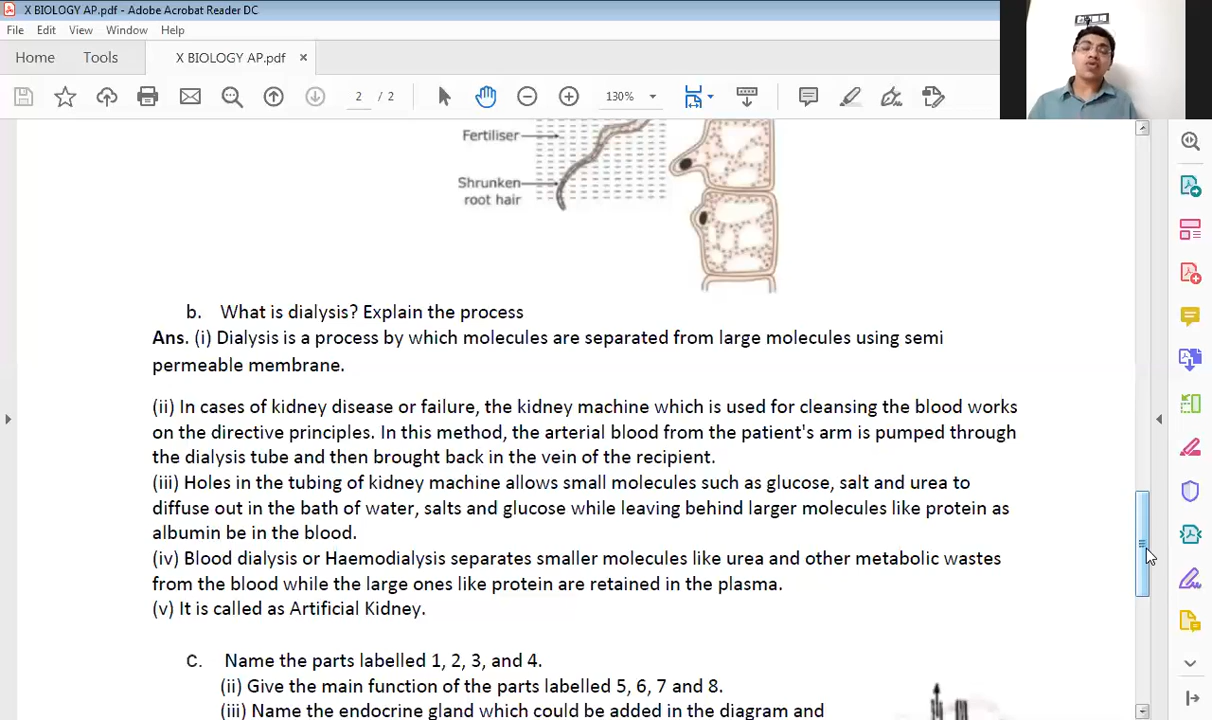 X BIOLOGY AP.pdf - Adobe Acrobat Reader DC
File Edit View Window Help
Home Tools X BIOLOGY AP.pdf ×
2 / 2 130%
Fertiliser
Shrunken
root hair
b. What is dialysis? Explain the process
Ans. (i) Dialysis is a process by which molecules are separated from large molecules using semi
permeable membrane.
(ii) In cases of kidney disease or failure, the kidney machine which is used for cleansing the blood works
on the directive principles. In this method, the arterial blood from the patient's arm is pumped through
the dialysis tube and then brought back in the vein of the recipient.
(iii) Holes in the tubing of kidney machine allows small molecules such as glucose, salt and urea to
diffuse out in the bath of water, salts and glucose while leaving behind larger molecules like protein as
albumin be in the blood.
(iv) Blood dialysis or Haemodialysis separates smaller molecules like urea and other metabolic wastes
from the blood while the large ones like protein are retained in the plasma.
(v) It is called as Artificial Kidney.
C. Name the parts labelled 1, 2, 3, and 4.
(ii) Give the main function of the parts labelled 5, 6, 7 and 8.
(iii) Name the endocrine gland which could be added in the diagram and